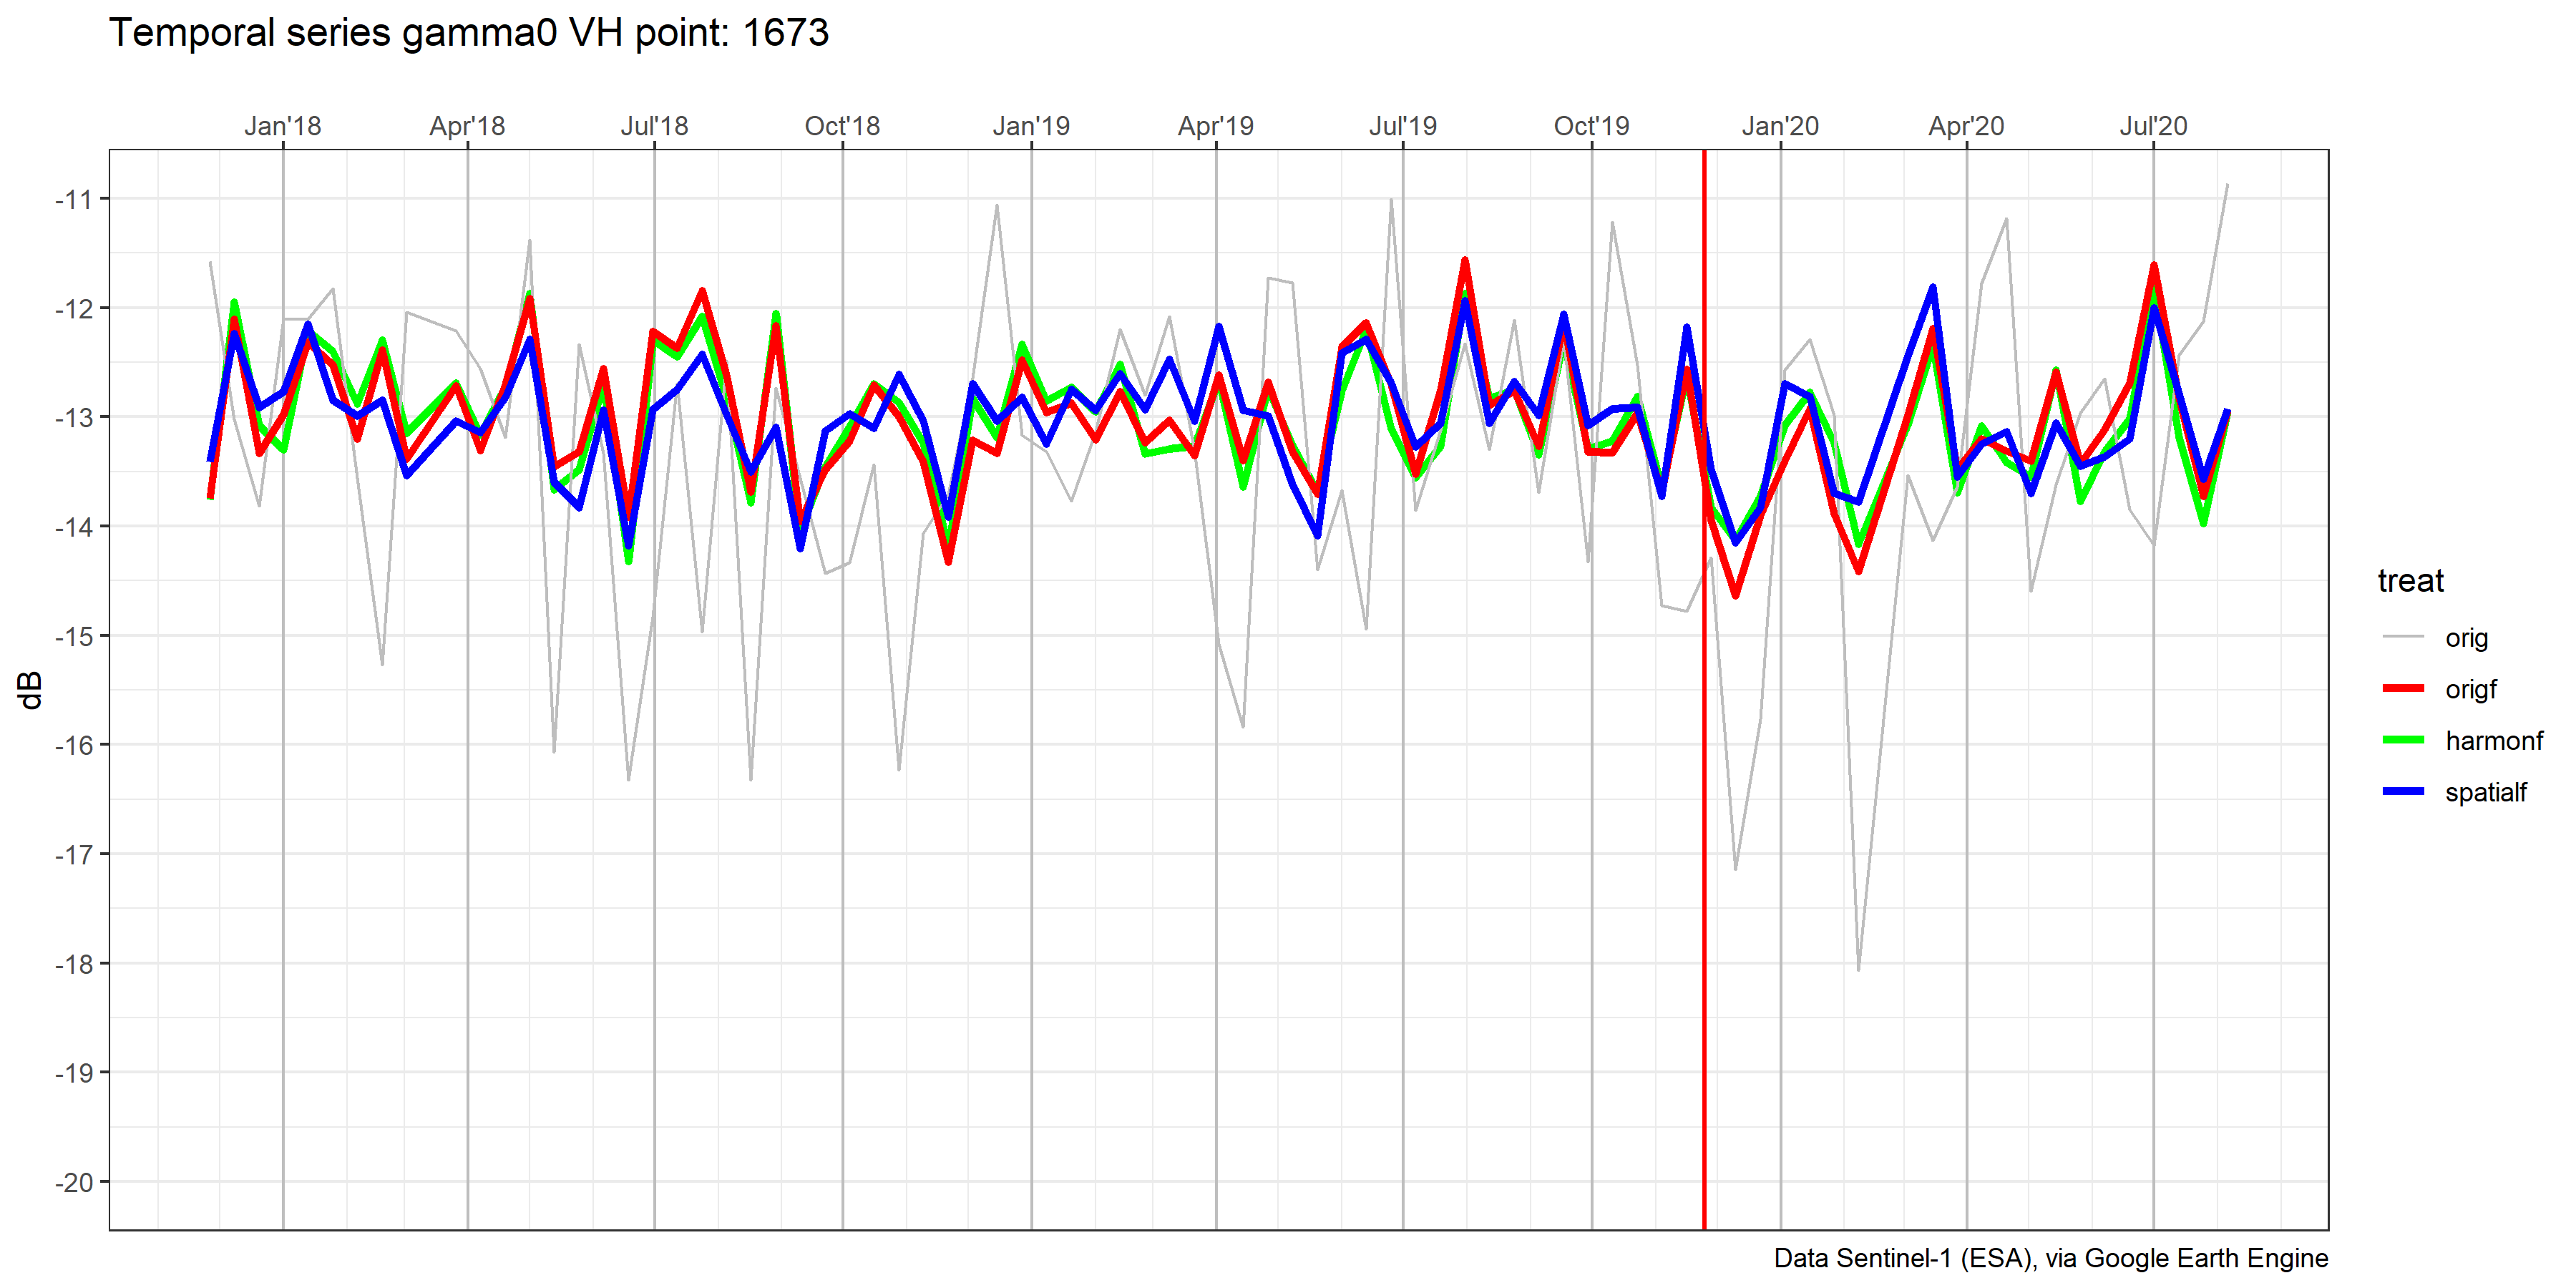 Temporal series gamma0 VH point: 1673
Jan'18 Apr'18 Jul'18 Oct'18 Jan'19 Apr'19 Jul'19 Oct'19 Jan'20 Apr'20 Jul'20
-11
-12
-13
-14
-15
-16
-17
-18
-19
-20
dB
treat
orig
origf
harmonf
spatialf
Data Sentinel-1 (ESA), via Google Earth Engine